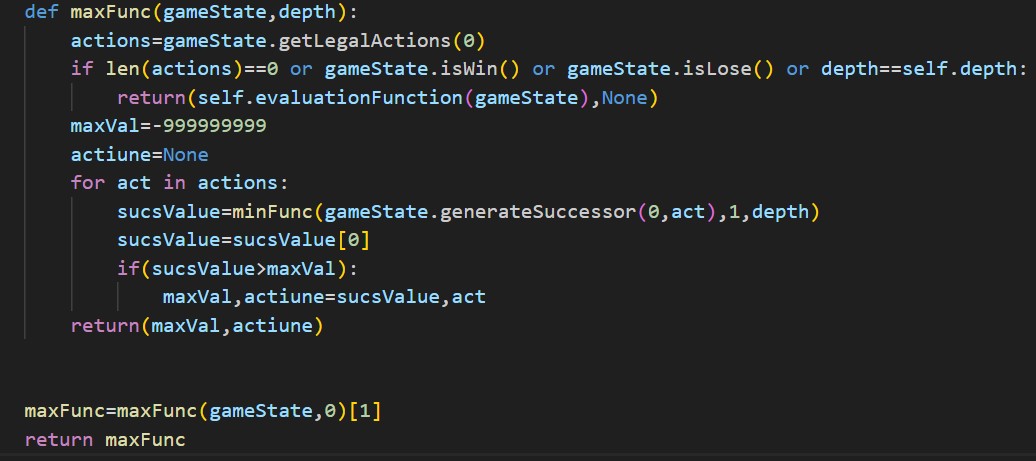 def maxFunc(gameState,depth):
    actions=gameState.getLegalActions(0)
    if len(actions)==0 or gameState.isWin() or gameState.isLose() or depth==self.depth:
        return(self.evaluationFunction(gameState),None)
    maxVal=-999999999
    actiune=None
    for act in actions:
        sucsValue=minFunc(gameState.generateSuccessor(0,act),1,depth)
        sucsValue=sucsValue[0]
        if(sucsValue>maxVal):
            maxVal,actiune=sucsValue,act
    return(maxVal,actiune)
maxFunc=maxFunc(gameState,0)[1]
return maxFunc